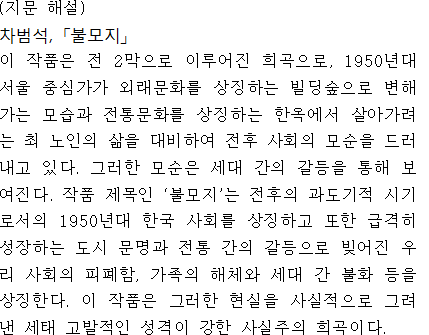 (지문 해설)
차범석, 「불모지」
이 작품은 전 2막으로 이루어진 희곡으로, 1950년대
서울 중심가가 외래문화를 상징하는 빌딩숲으로 변해
가는 모습과 전통문화를 상징하는 한옥에서 살아가려
는 최 노인의 삶을 대비하여 전후 사회의 모순을 드러
내고 있다. 그러한 모순은 세대 간의 갈등을 통해 보
여진다. 작품 제목인 ‘불모지’는 전후의 과도기적 시기
로서의 1950년대 한국 사회를 상징하고 또한 급격히
성장하는 도시 문명과 전통 간의 갈등으로 빚어진 우
리 사회의 피폐함, 가족의 해체와 세대 간 불화 등을
상징한다. 이 작품은 그러한 현실을 사실적으로 그려
낸 세태 고발적인 성격이 강한 사실주의 희곡이다.